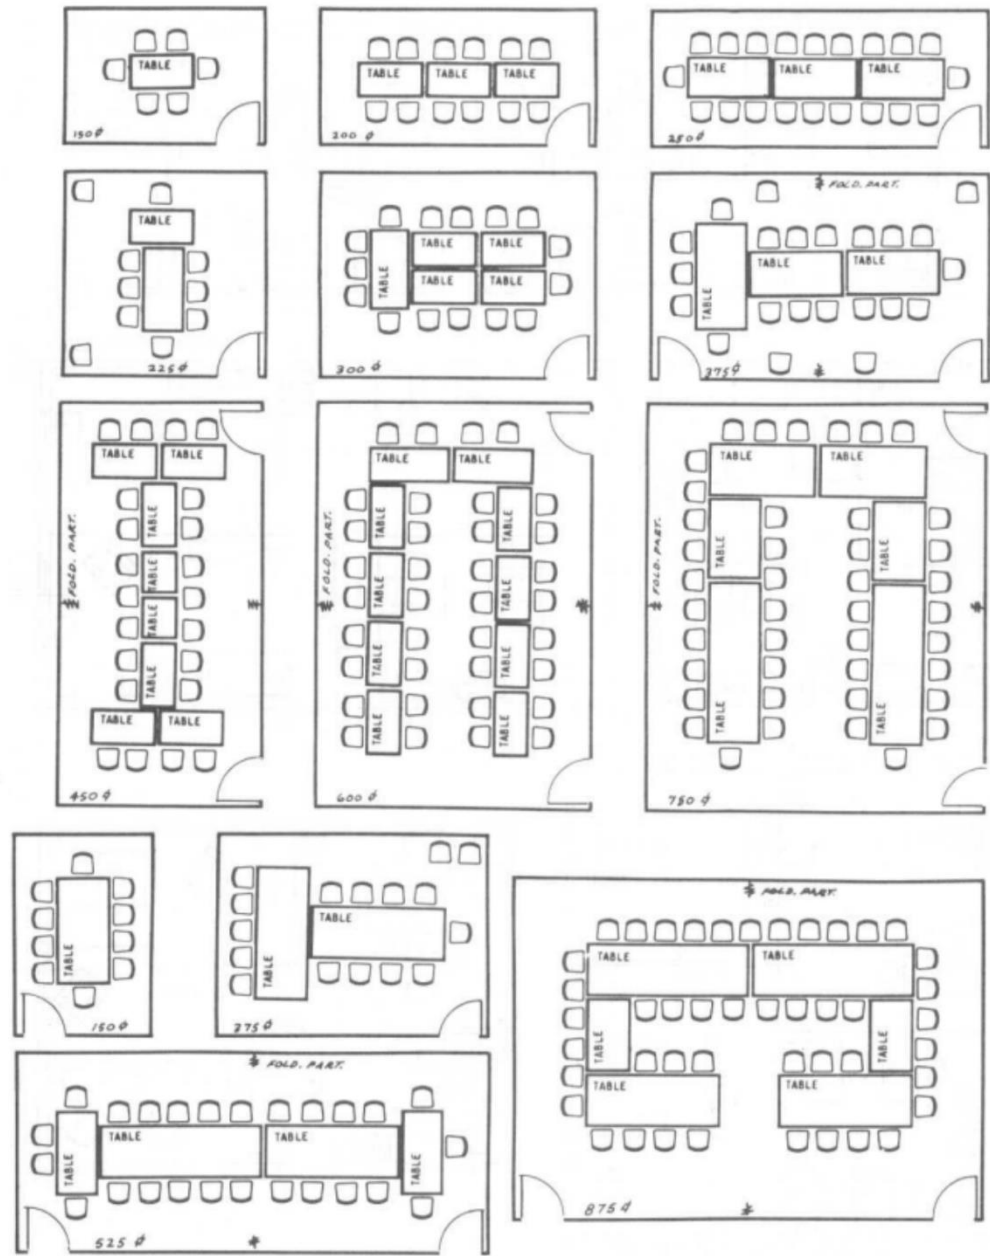 TABLE
150 ⌀
TABLE TABLE TABLE
200 ⌀
TABLE TABLE TABLE
250 ⌀
TABLE
225 ⌀
TABLE TABLE
TABLE TABLE TABLE
300 ⌀
FOLD. PART.
TABLE TABLE TABLE
375 ⌀
TABLE TABLE
TABLE
FOLD. PART.
TABLE
TABLE
TABLE
TABLE TABLE
450 ⌀
TABLE TABLE
TABLE TABLE
FOLD. PART.
TABLE TABLE
TABLE TABLE
TABLE TABLE
600 ⌀
TABLE TABLE
FOLD. PART.
TABLE TABLE
TABLE TABLE
750 ⌀
TABLE
150 ⌀
TABLE TABLE
375 ⌀
FOLD. PART.
TABLE TABLE
TABLE TABLE
TABLE TABLE
875 ⌀
FOLD. PART.
TABLE TABLE TABLE TABLE
525 ⌀